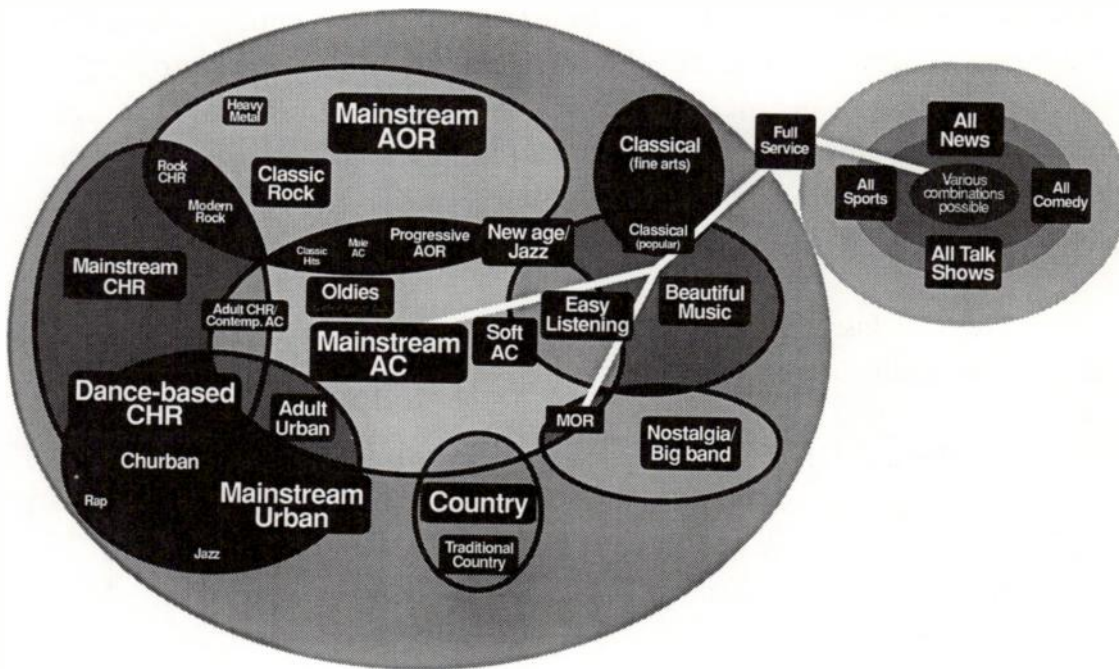 Heavy
Metal
Mainstream
AOR
Rock
CHR
Classic
Rock
Modern
Rock
Classical
(fine arts)
Full
Service
All
News
All
Sports
Various
combinations
possible
All
Comedy
All Talk
Shows
Classic
Hits
Male
AC
Progressive
AOR
New age/
Jazz
Classical
(popular)
Mainstream
CHR
Oldies
Adult CHR/
Contemp. AC
Mainstream
AC
Soft
AC
Easy
Listening
Beautiful
Music
Dance-based
CHR
Adult
Urban
MOR
Nostalgia/
Big band
Churban
Rap
Mainstream
Urban
Jazz
Country
Traditional
Country